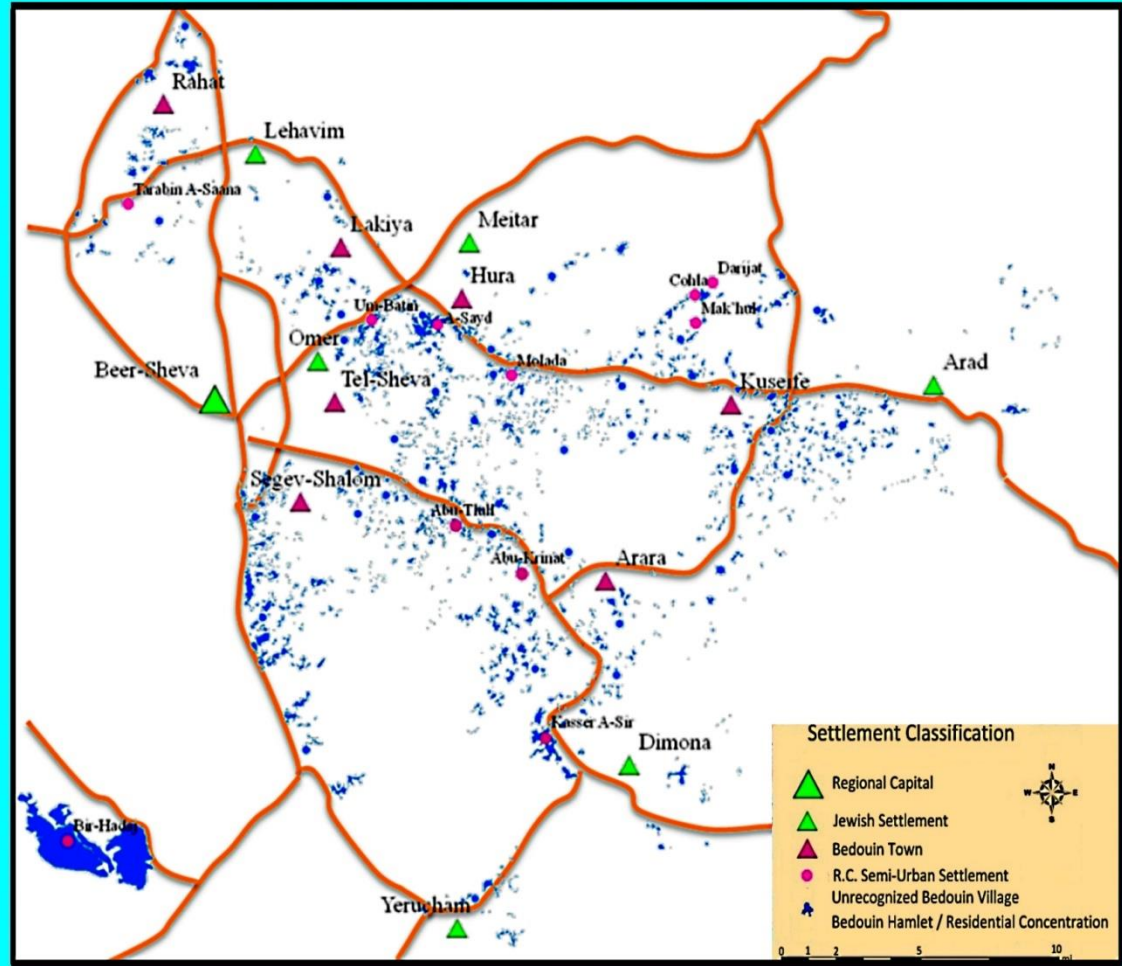 Rahat
Lehavim
Tarabin A-Saana
Lakiya
Meitar
Hura
Darijat
Cohla
Mak'hul
Um-Batin
A-Sayd
Omer
Molada
Beer-Sheva
Tel-Sheva
Kuseife
Arad
Segev-Shalom
Abu-Tlull
Abu-Krinat
Arara
Kasser A-Sir
Dimona
Bir-Hadaj
Yerucham
Settlement Classification
Regional Capital
Jewish Settlement
Bedouin Town
R.C. Semi-Urban Settlement
Unrecognized Bedouin Village
Bedouin Hamlet / Residential Concentration
N
W E
S
0 1 2 5 10